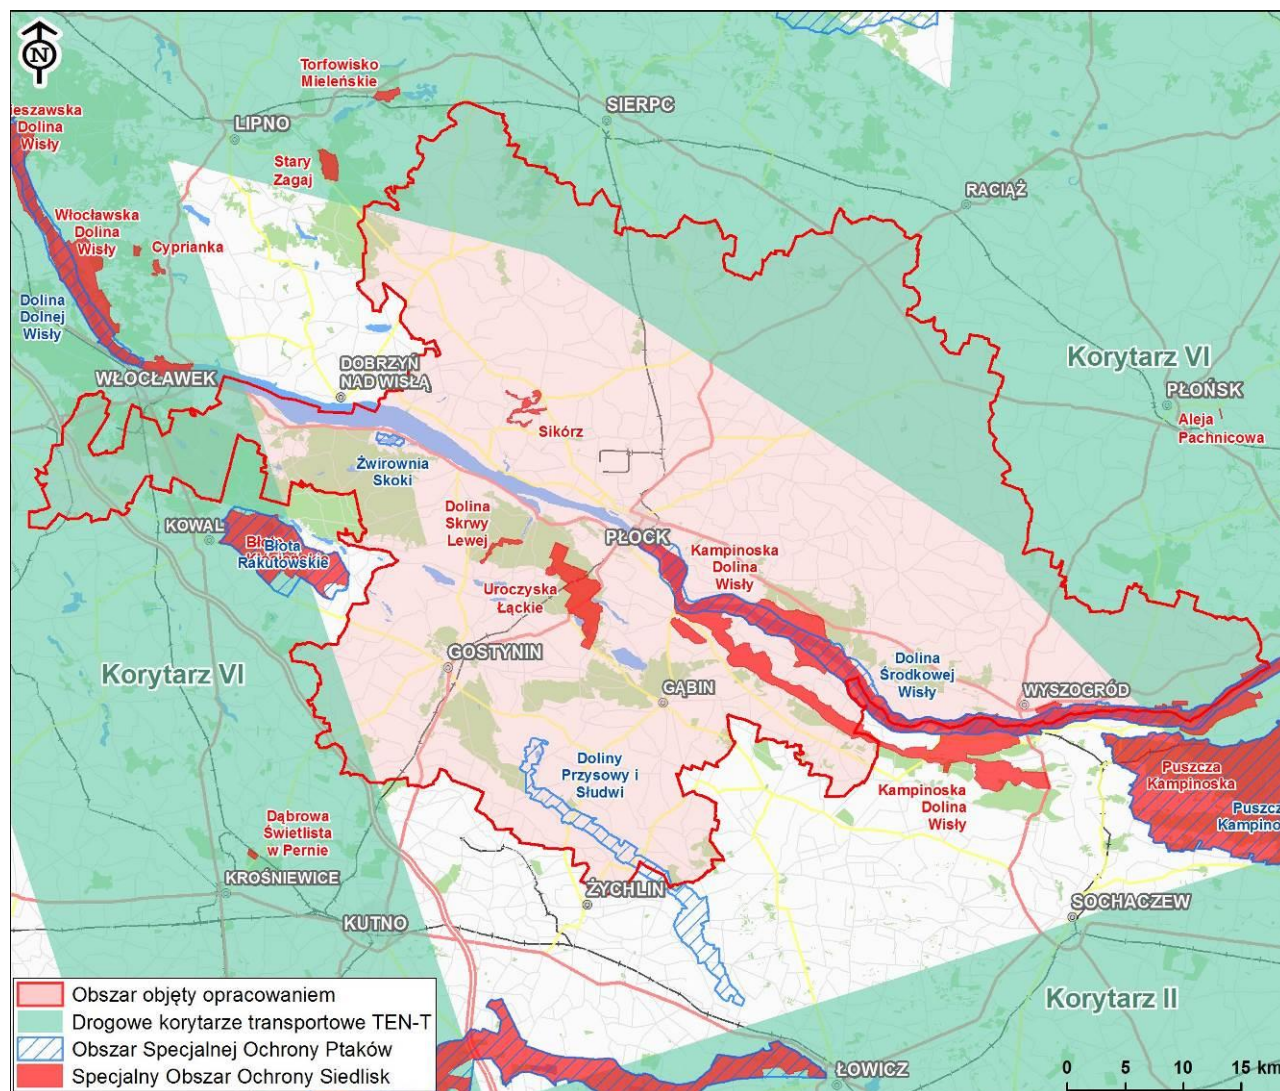 N
Torfowisko
Mieleńskie
SIERPC
ieszawska
Dolina
Wisły
LIPNO
Stary
Zagaj
RACIĄŻ
Włocławska
Dolina
Wisły
Cyprianka
Dolina
Dolnej
Wisły
DOBRZYŃ
NAD WISŁĄ
Korytarz VI
WŁOCŁAWEK
PŁOŃSK
Aleja
Pachnicowa
Sikórz
Żwirownia
Skoki
Dolina
Skrwy
Lewej
KOWAL
PŁOCK
Błota
Rakutowskie
Kampinoska
Dolina
Wisły
Uroczyska
Łąckie
GOSTYNIN
Dolina
Środkowej
Wisły
Korytarz VI
GĄBIN
WYSZOGRÓD
Doliny
Przysowy i
Słudwi
Puszcza
Kampinoska
Kampinoska
Dolina
Wisły
Puszcz
Kampino
Dąbrowa
Świetlista
w Pernie
KROŚNIEWICE
ŻYCHLIN
SOCHACZEW
KUTNO
Korytarz II
ŁOWICZ
Obszar objęty opracowaniem
Drogowe korytarze transportowe TEN-T
Obszar Specjalnej Ochrony Ptaków
Specjalny Obszar Ochrony Siedlisk
0 5 10 15 km